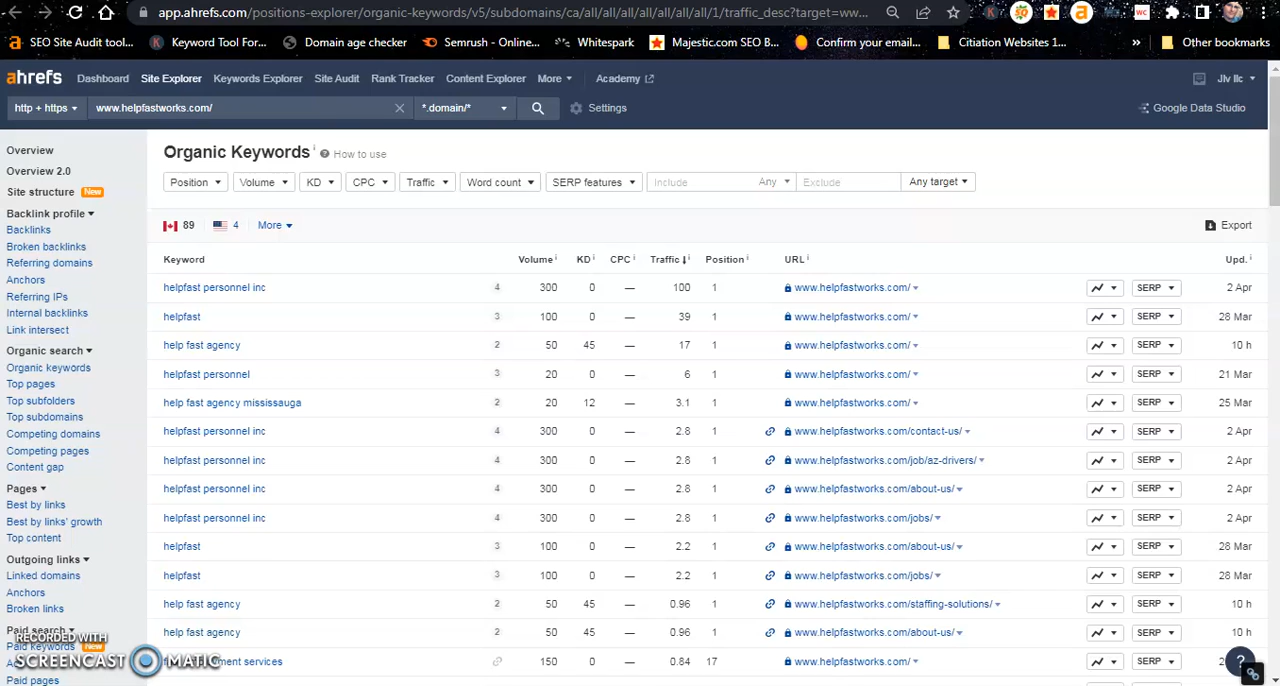 app.ahrefs.com/positions-explorer/organic-keywords/v5/subdomains/ca/all/all/all/all/all/all/all/1/traffic_desc?target=ww...
SEO Site Audit tool... Keyword Tool For... Domain age checker Semrush - Online... Whitespark Majestic.com SEO B... Confirm your email,... Citiation Websites 1... » Other bookmarks
ahrefs Dashboard Site Explorer Keywords Explorer Site Audit Rank Tracker Content Explorer More Academy Jlv llc
http + https www.helpfastworks.com/ *.domain/* Settings Google Data Studio
Overview
Overview 2.0
Site structure New
Backlink profile
Backlinks
Broken backlinks
Referring domains
Anchors
Referring IPs
Internal backlinks
Link intersect
Organic search
Organic keywords
Top pages
Top subfolders
Top subdomains
Competing domains
Competing pages
Content gap
Pages
Best by links
Best by links' growth
Top content
Outgoing links
Linked domains
Anchors
Broken links
Paid search
Paid keywords New
Paid pages
RECORDED WITH
SCREENCAST MATIC
Organic Keywords i ? How to use
Position Volume KD CPC Traffic Word count SERP features Include Any Exclude Any target
89 4 More Export
Keyword Volume i KD i CPC i Traffic i Position i URL i Upd. i
helpfast personnel inc 4 300 0 — 100 1 www.helpfastworks.com/ SERP 2 Apr
helpfast 3 100 0 — 39 1 www.helpfastworks.com/ SERP 28 Mar
help fast agency 2 50 45 — 17 1 www.helpfastworks.com/ SERP 10 h
helpfast personnel 3 20 0 — 6 1 www.helpfastworks.com/ SERP 21 Mar
help fast agency mississauga 2 20 12 — 3.1 1 www.helpfastworks.com/ SERP 25 Mar
helpfast personnel inc 4 300 0 — 2.8 1 www.helpfastworks.com/contact-us/ SERP 2 Apr
helpfast personnel inc 4 300 0 — 2.8 1 www.helpfastworks.com/job/az-drivers/ SERP 2 Apr
helpfast personnel inc 4 300 0 — 2.8 1 www.helpfastworks.com/about-us/ SERP 2 Apr
helpfast personnel inc 4 300 0 — 2.8 1 www.helpfastworks.com/jobs/ SERP 2 Apr
helpfast 3 100 0 — 2.2 1 www.helpfastworks.com/about-us/ SERP 28 Mar
helpfast 3 100 0 — 2.2 1 www.helpfastworks.com/jobs/ SERP 28 Mar
help fast agency 2 50 45 — 0.96 1 www.helpfastworks.com/staffing-solutions/ SERP 10 h
help fast agency 2 50 45 — 0.96 1 www.helpfastworks.com/about-us/ SERP 10 h
services 150 0 — 0.84 17 www.helpfastworks.com/ SERP
?